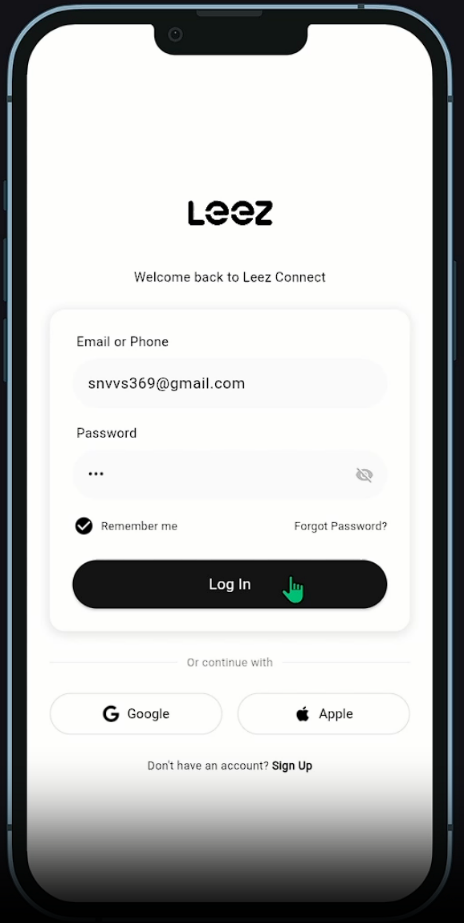 Leez
Welcome back to Leez Connect
Email or Phone
snvvs369@gmail.com
Password
•••
Remember me
Forgot Password?
Log In
Or continue with
Google
Apple
Don't have an account? Sign Up